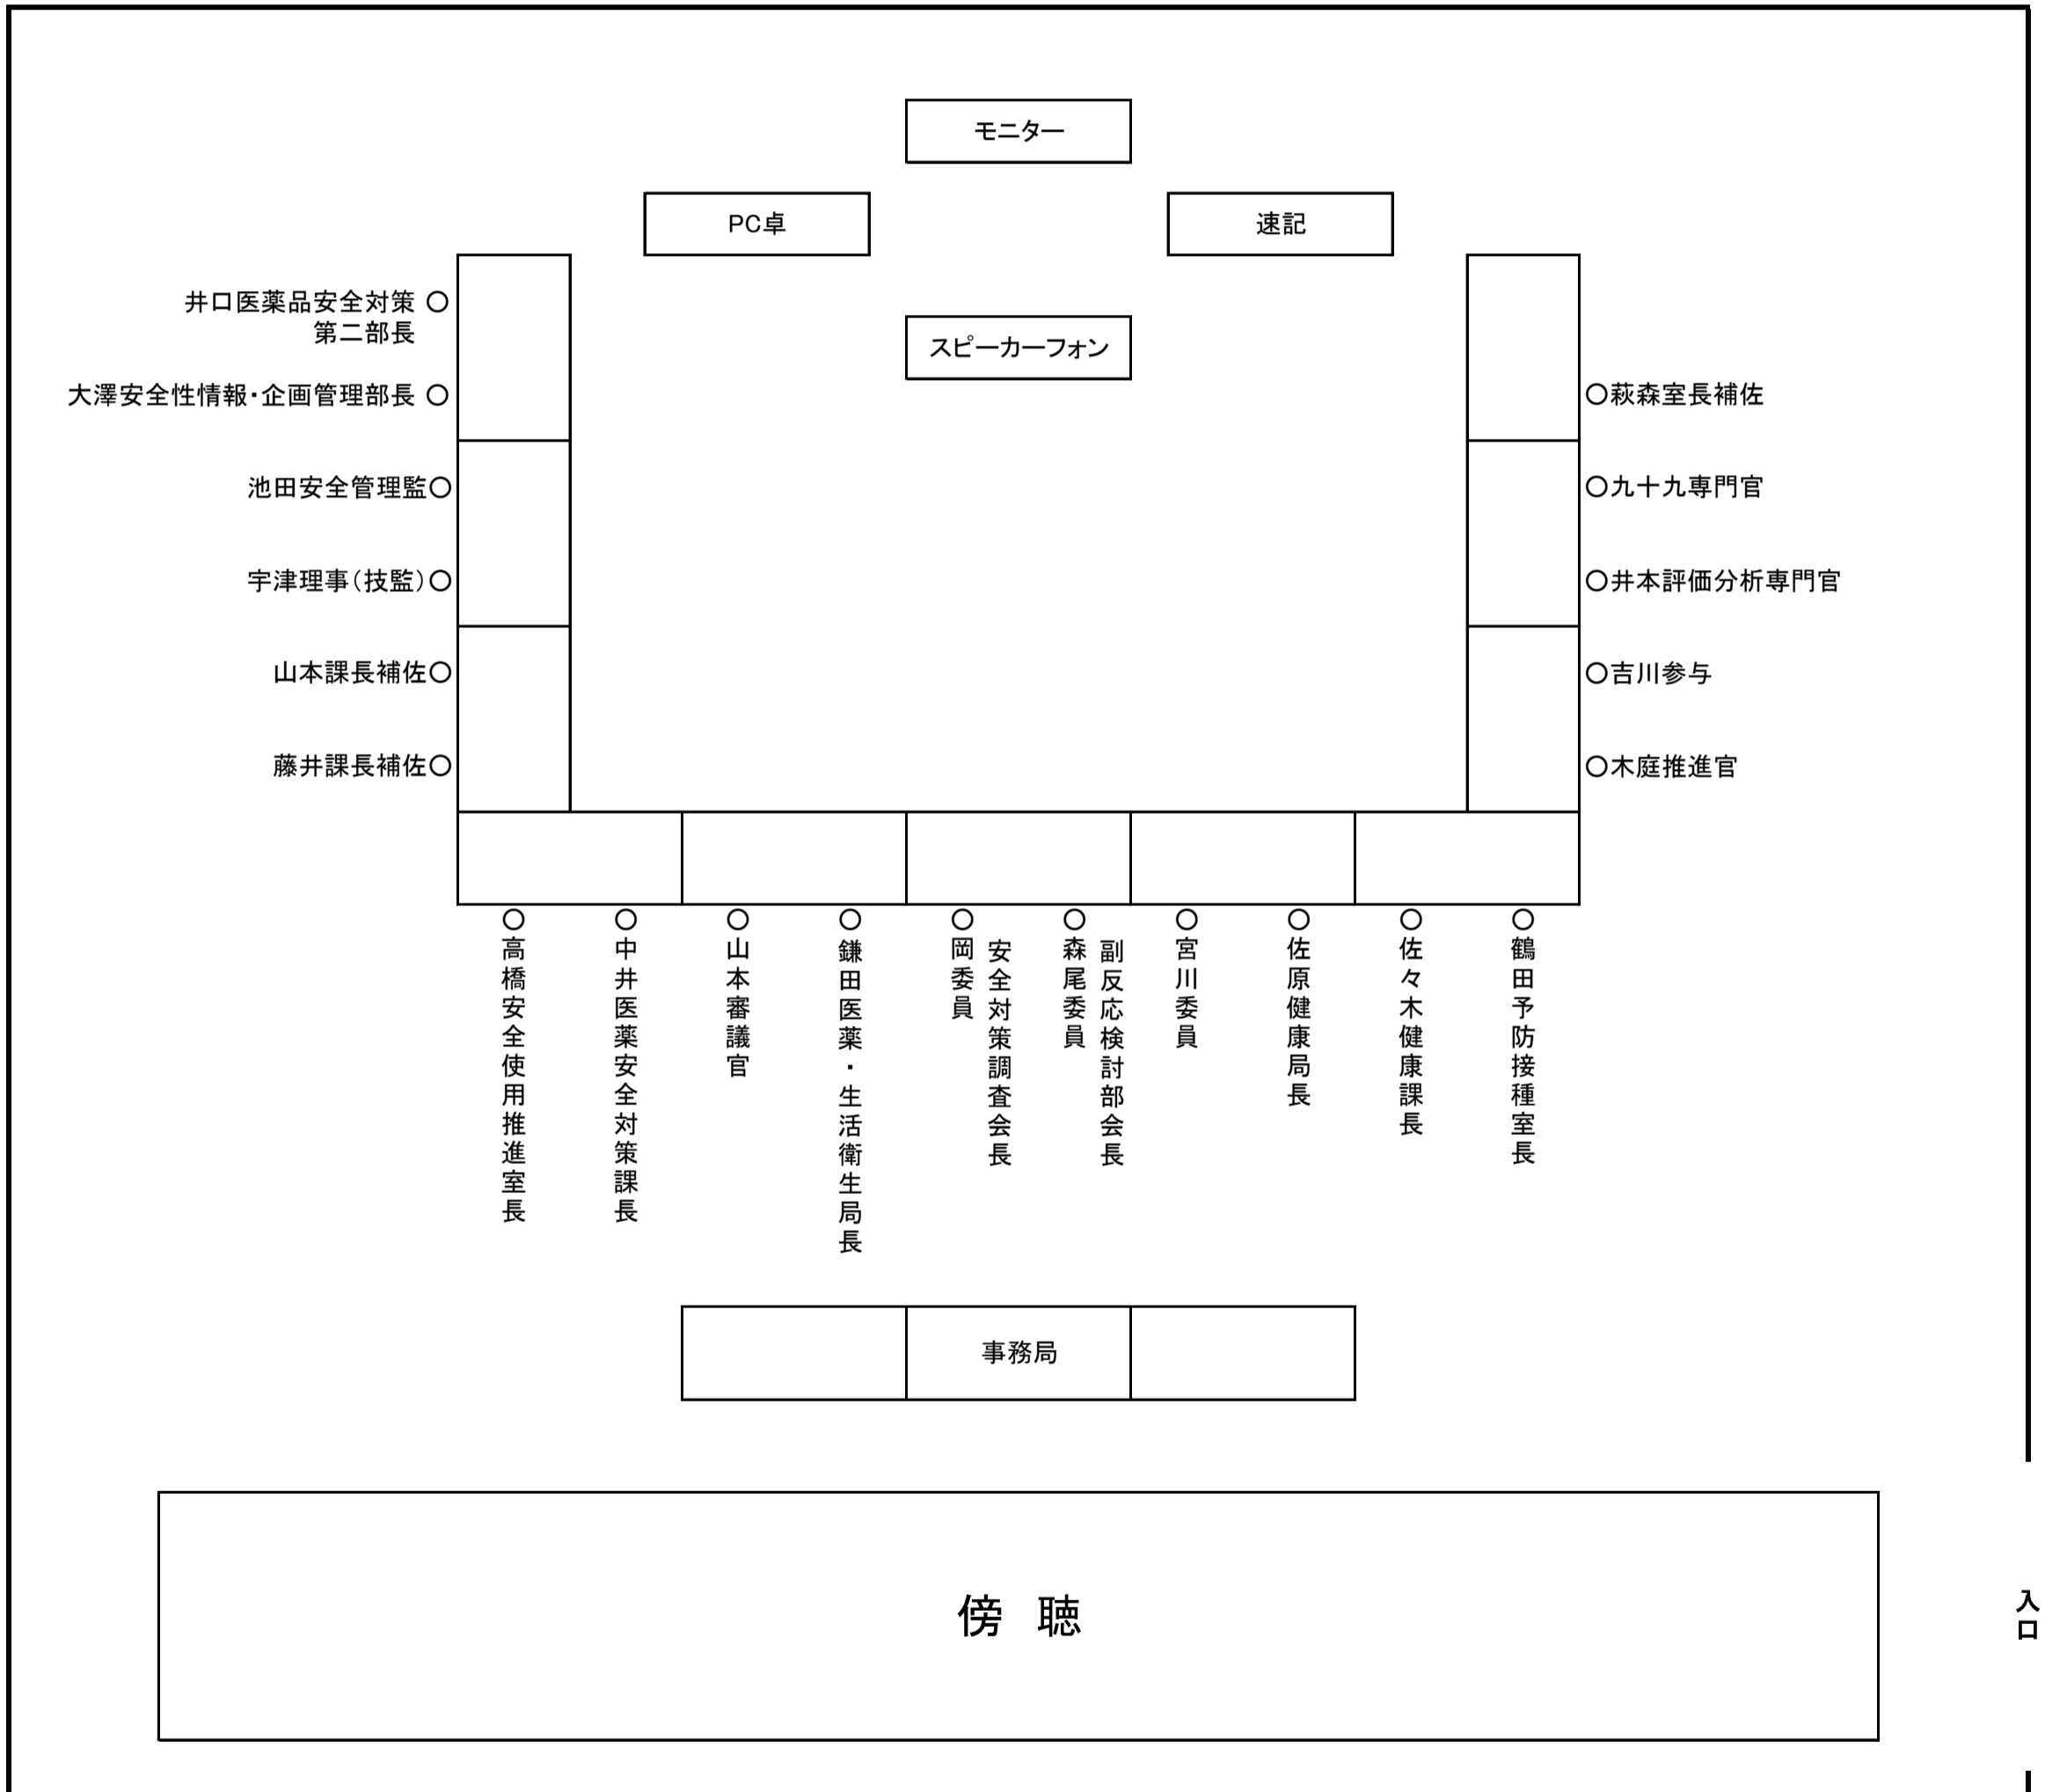 モニター
PC卓
速記
スピーカーフォン
井口医薬品安全対策
第二部長
大澤安全性情報・企画管理部長
池田安全管理監
宇津理事（技監）
山本課長補佐
藤井課長補佐
○萩森室長補佐
○九十九専門官
○井本評価分析専門官
○吉川参与
○木庭推進官
○高橋安全使用推進室長
○中井医薬安全対策課長
○山本審議官
○鎌田医薬・生活衛生局長
○岡委員
安全対策調査会長
○森尾委員
副反応検討部会長
○宮川委員
○佐原健康局長
○佐々木健康課長
○鶴田予防接種室長
事務局
傍聴
入口